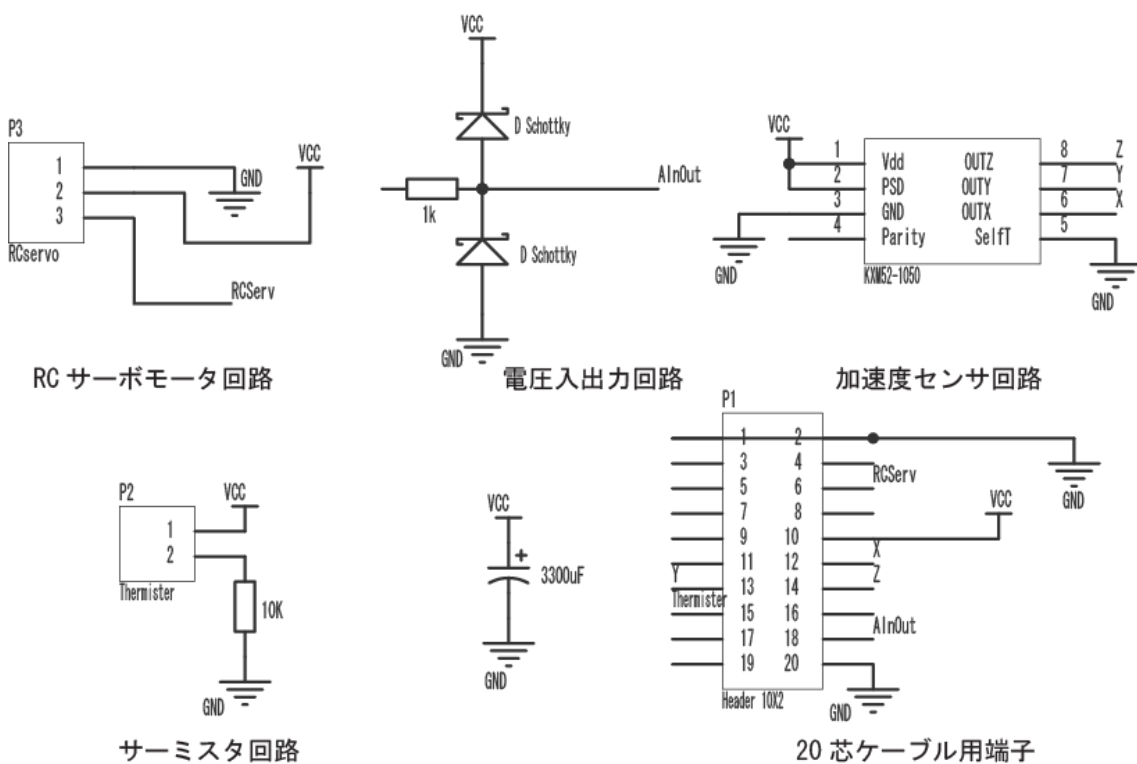 P3
1
2
3
RCservo
GND
VCC
RCServ
RC サーボモータ回路
VCC
D Schottky
1k
AInOut
D Schottky
GND
電圧入出力回路
VCC
1 Vdd OUTZ 8 Z
2 PSD OUTY 7 Y
3 GND OUTX 6 X
4 Parity SelfT 5
KXM52-1050
GND
GND
加速度センサ回路
P2
1
2
Thermister
VCC
10K
GND
サーミスタ回路
VCC
+
3300uF
GND
P1
1 2
3 4
RCServ
5 6
7 8
VCC
9 10
X
11 12
Y Z
13 14
Thermister
15 16
AInOut
17 18
19 20
Header 10X2
GND
GND
20 芯ケーブル用端子